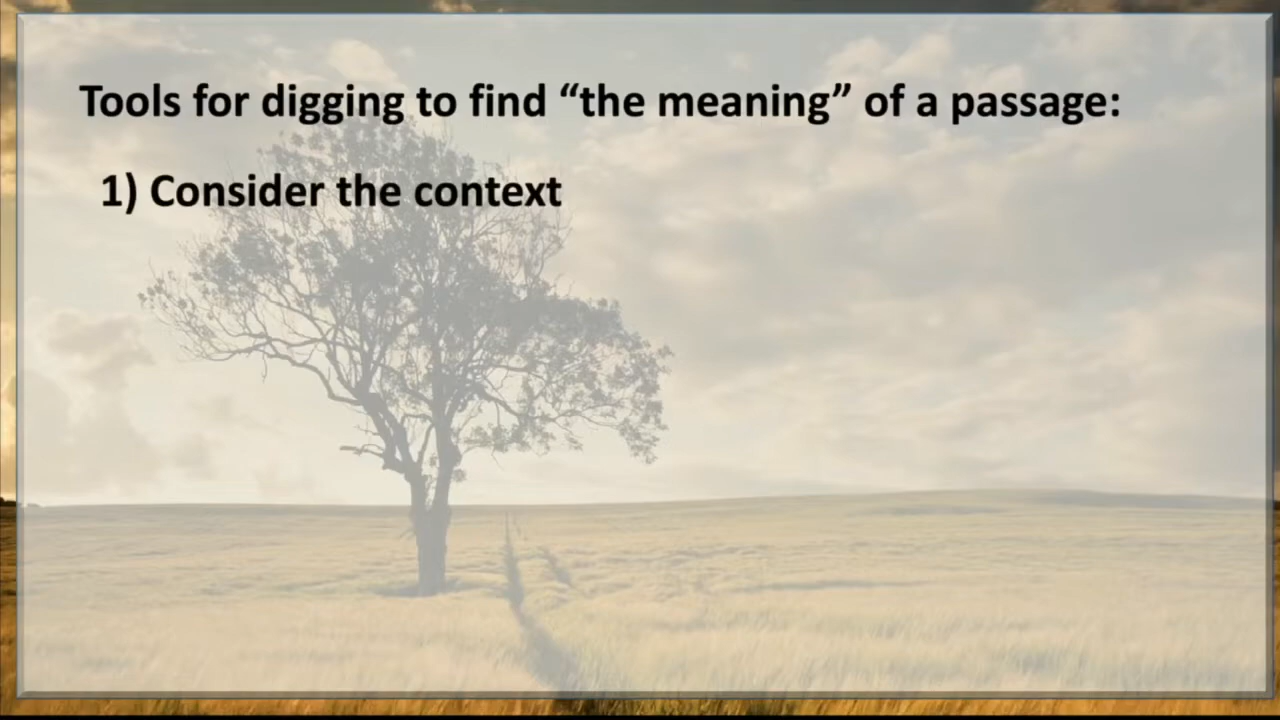 Tools for digging to find “the meaning” of a passage:
1) Consider the context